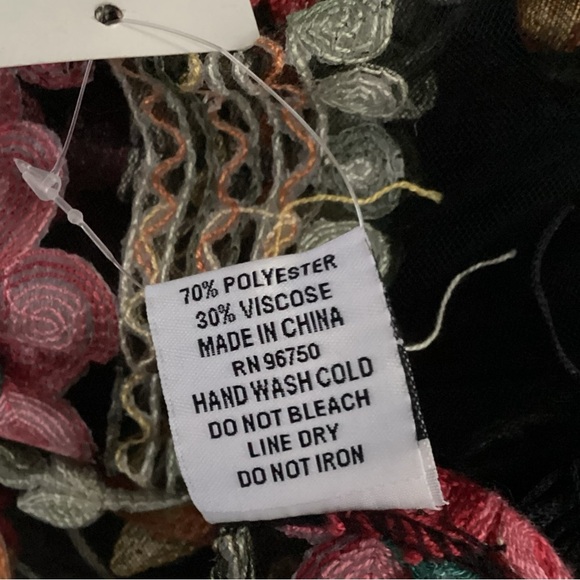 70% POLYESTER
30% VISCOSE
MADE IN CHINA
RN 96750
HAND WASH COLD
DO NOT BLEACH
LINE DRY
DO NOT IRON